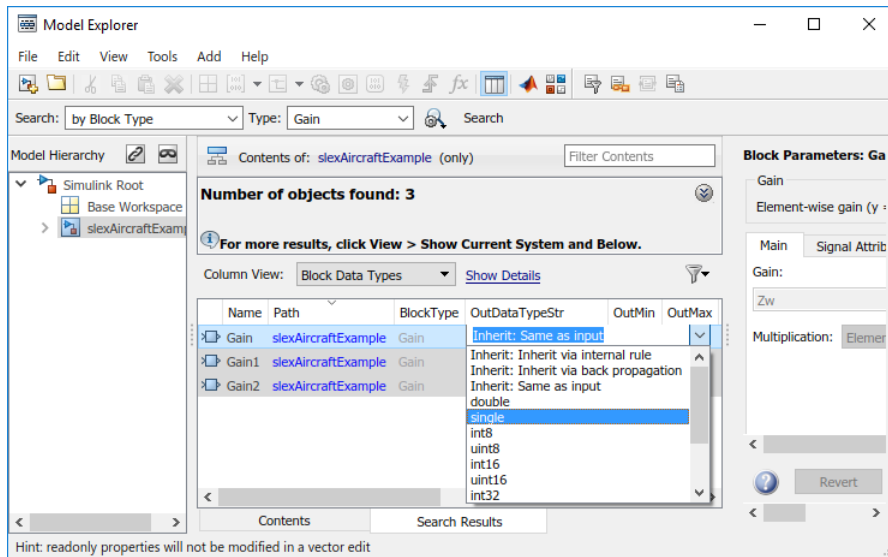 Model Explorer
File Edit View Tools Add Help
Search: by Block Type Type: Gain Search
Model Hierarchy
Simulink Root
Base Workspace
slexAircraftExamp
Contents of: slexAircraftExample (only) Filter Contents
Number of objects found: 3
For more results, click View > Show Current System and Below.
Column View: Block Data Types Show Details
Name Path BlockType OutDataTypeStr OutMin OutMax
Gain slexAircraftExample Gain Inherit: Same as input
Gain1 slexAircraftExample Gain
Gain2 slexAircraftExample Gain
Inherit: Inherit via internal rule
Inherit: Inherit via back propagation
Inherit: Same as input
double
single
int8
uint8
int16
uint16
int32
Contents Search Results
Block Parameters: Ga
Gain
Element-wise gain (y =
Main Signal Attrib
Gain:
Zw
Multiplication: Elemen
Revert
Hint: readonly properties will not be modified in a vector edit